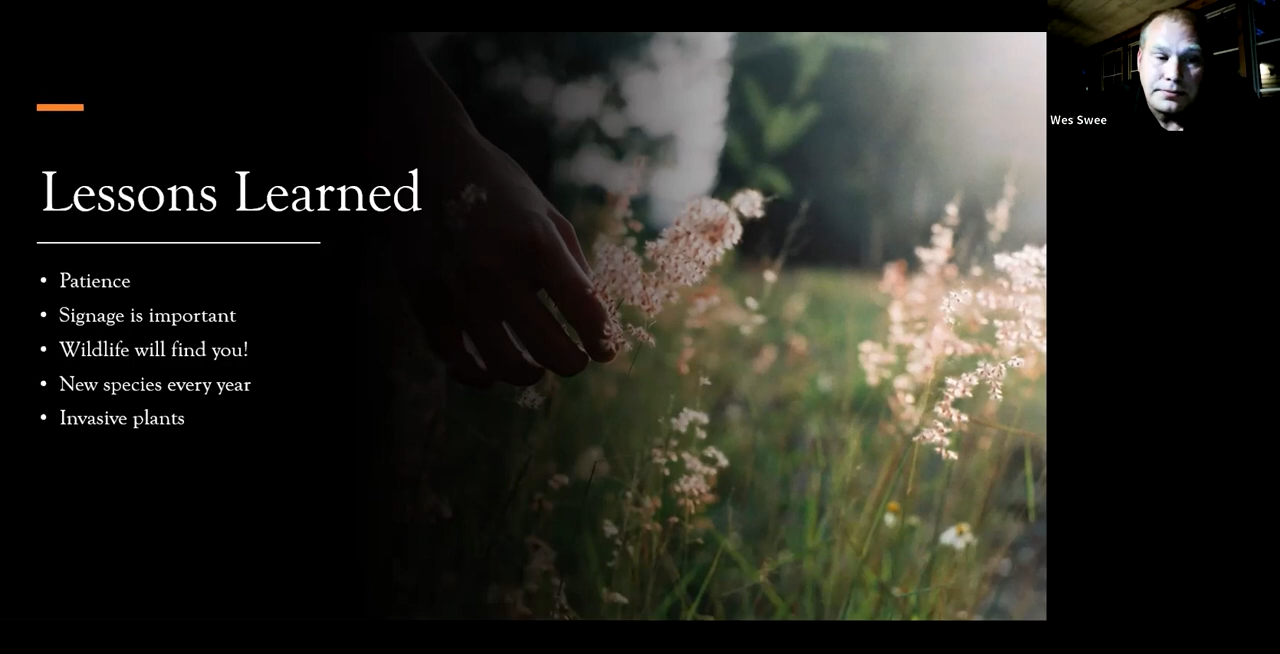 Lessons Learned
• Patience
• Signage is important
• Wildlife will find you!
• New species every year
• Invasive plants
Wes Swee